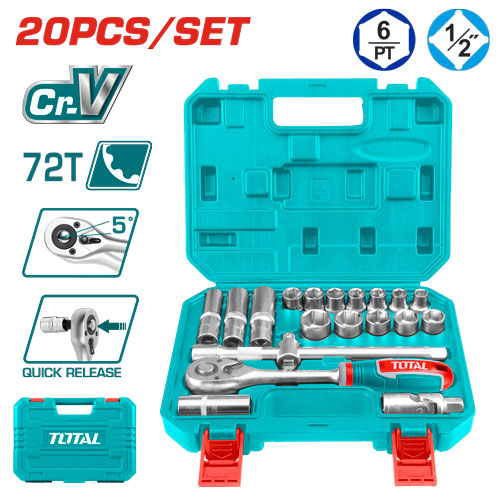 20PCS/SET
6
PT
1/2"
Cr-V
72T
5°
QUICK RELEASE
TOTAL
TOTAL